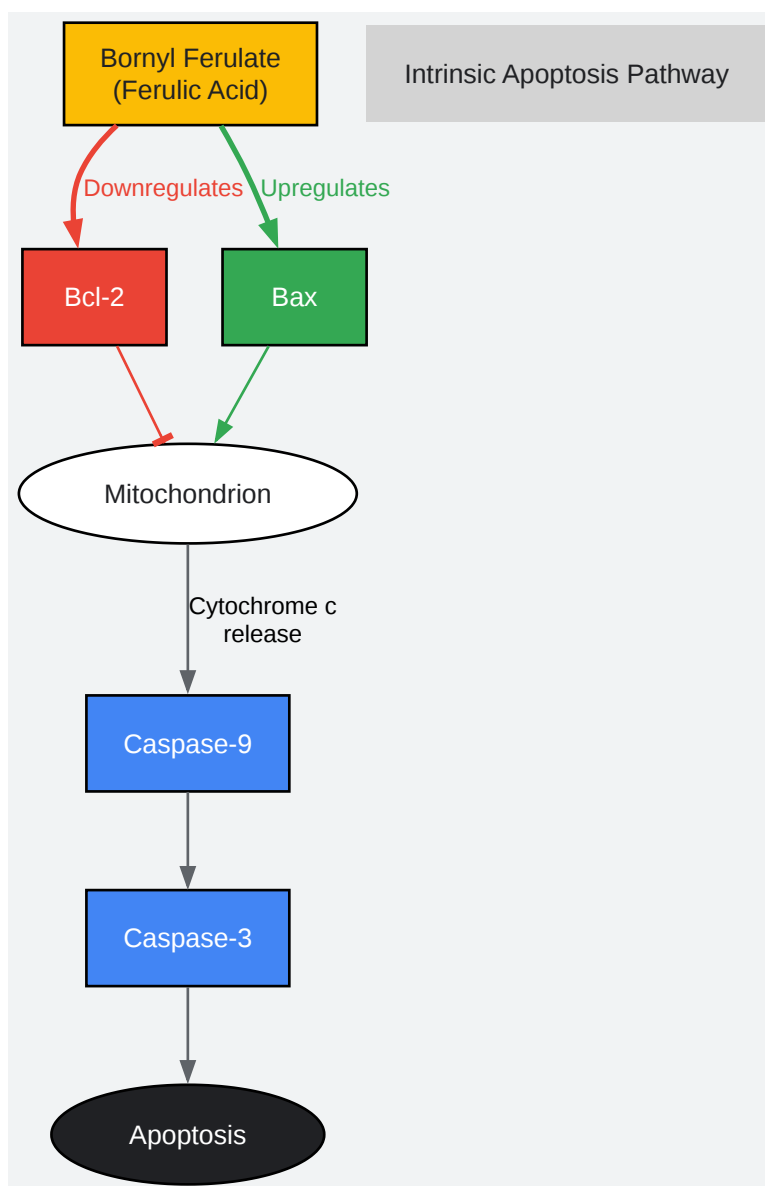 Bornyl Ferulate
(Ferulic Acid)
Intrinsic Apoptosis Pathway
Downregulates
Upregulates
Bcl-2
Bax
Mitochondrion
Cytochrome c
release
Caspase-9
Caspase-3
Apoptosis